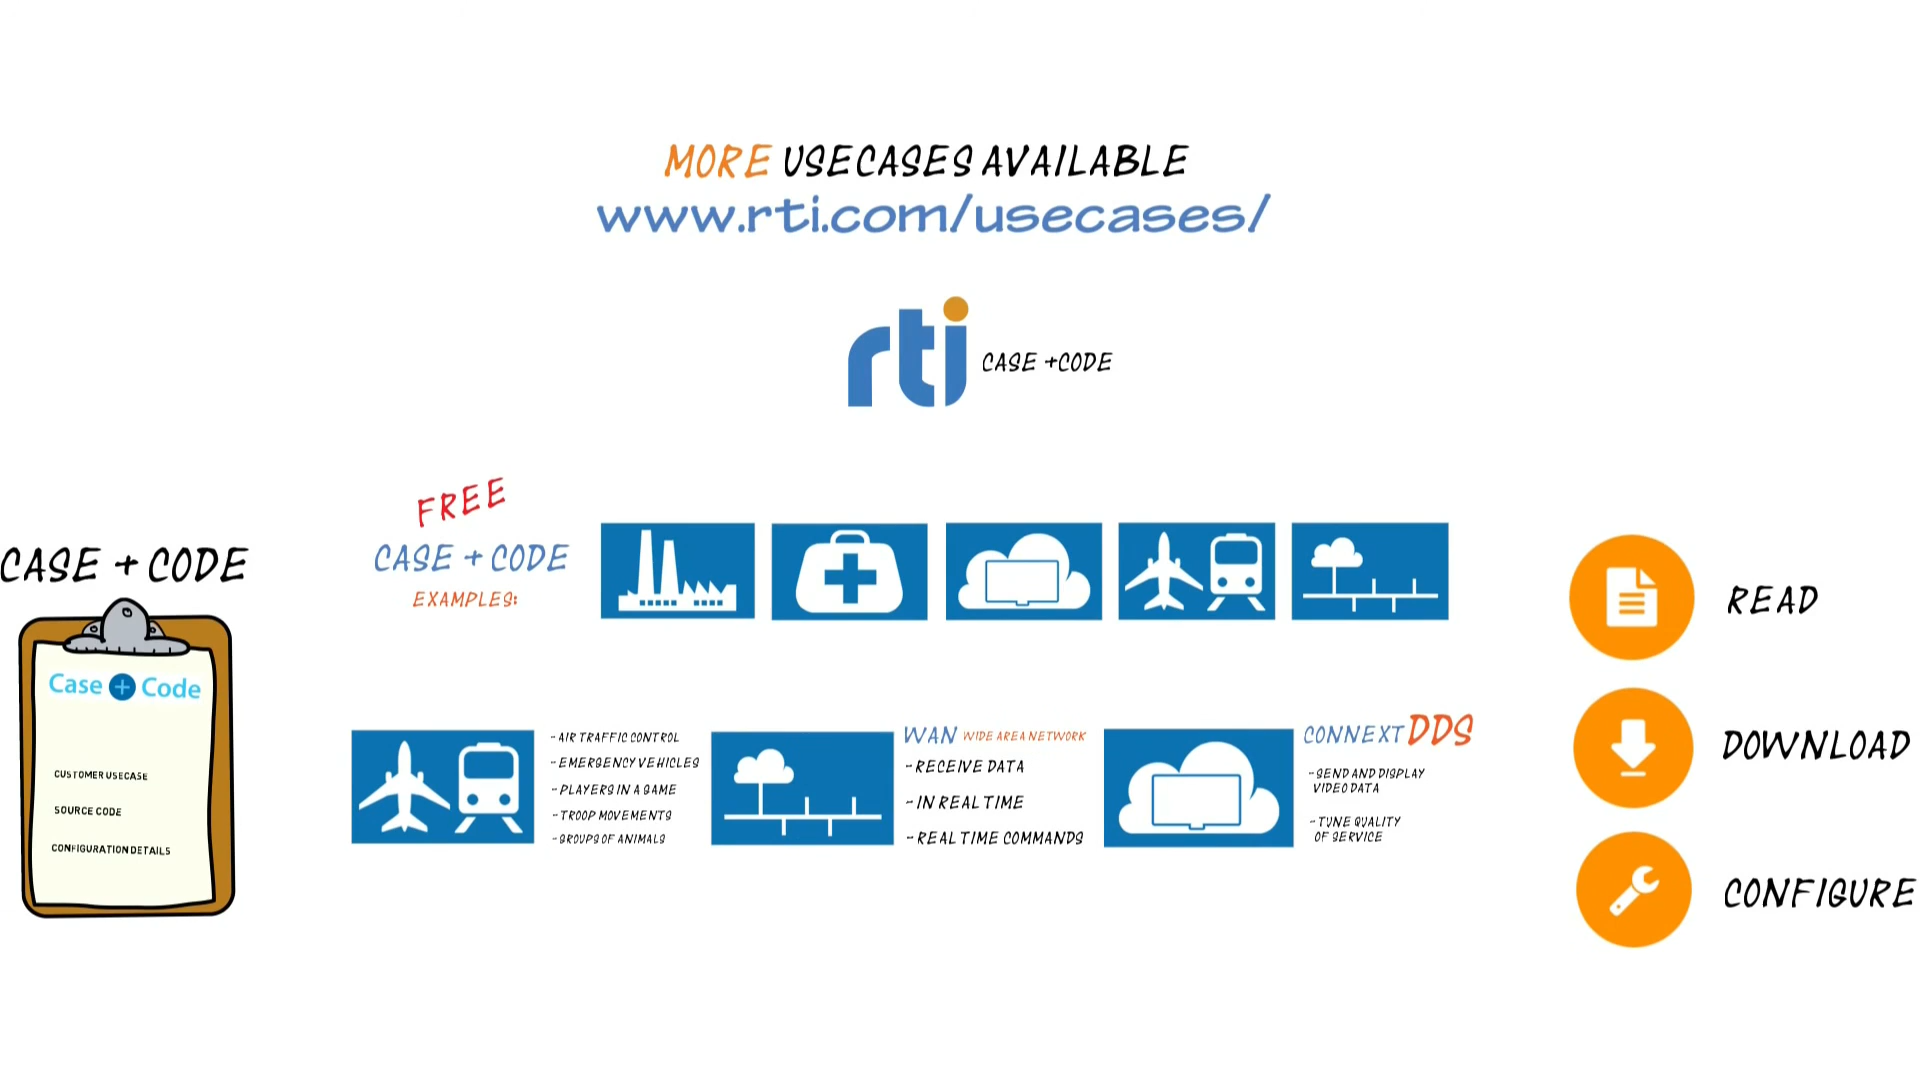 MORE USECASES AVAILABLE
www.rti.com/usecases/
rti CASE +CODE
CASE + CODE
Case + Code
CUSTOMER USECASE
SOURCE CODE
CONFIGURATION DETAILS
FREE
CASE + CODE
EXAMPLES:
- AIR TRAFFIC CONTROL
- EMERGENCY VEHICLES
- PLAYERS IN A GAME
- TROOP MOVEMENTS
- GROUPS OF ANIMALS
WAN WIDE AREA NETWORK
- RECEIVE DATA
- IN REAL TIME
- REAL TIME COMMANDS
CONNEXT DDS
- SEND AND DISPLAY
VIDEO DATA
- TUNE QUALITY
OF SERVICE
READ
DOWNLOAD
CONFIGURE